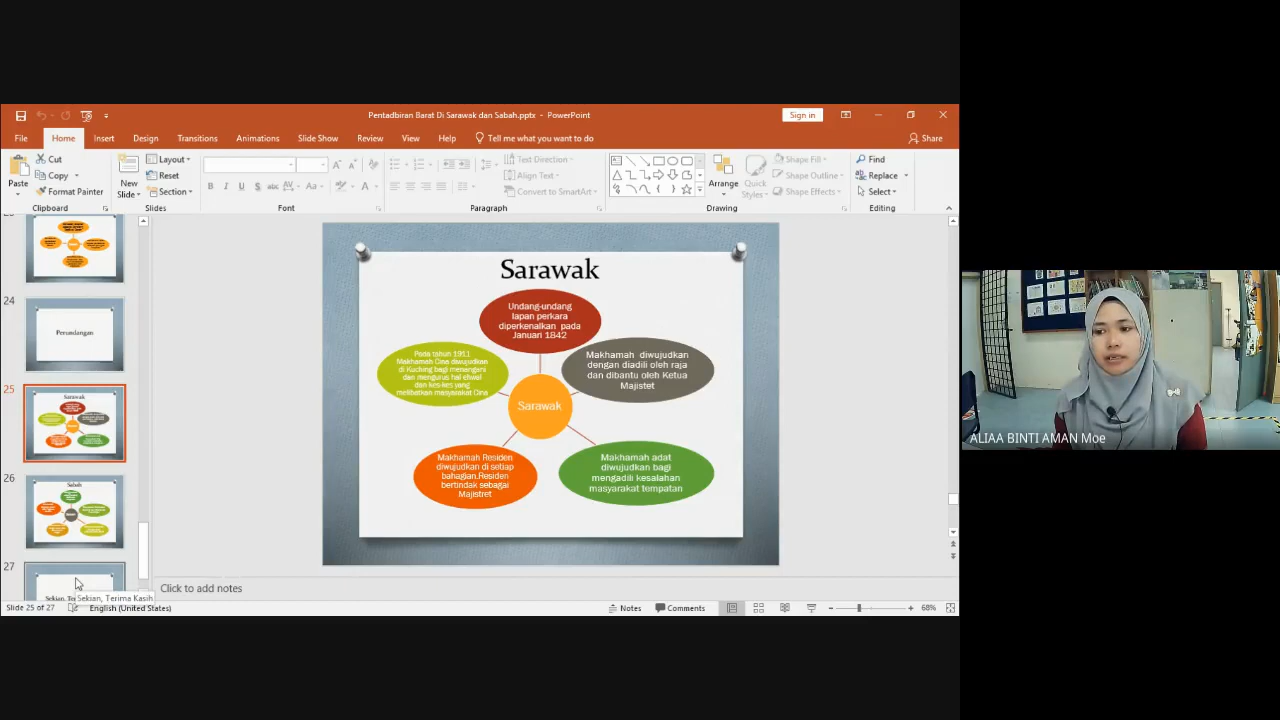 Pentadbiran Barat Di Sarawak dan Sabah.pptx - PowerPoint
Sign in
File Home Insert Design Transitions Animations Slide Show Review View Help Tell me what you want to do Share
Paste
Cut
Copy
Format Painter
Clipboard
New
Slide
Layout
Reset
Section
Slides
B I U S abc AV Aa A
Font
Text Direction
Align Text
Convert to SmartArt
Paragraph
Arrange
Quick
Styles
Shape Fill
Shape Outline
Shape Effects
Drawing
Find
Replace
Select
Editing
24
Perundangan
25
Sarawak
26
Sabah
27
Sekian, Terima Kasih
Sarawak
Undang-undang
lapan perkara
diperkenalkan pada
Januari 1842
Makhamah diwujudkan
dengan diadili oleh raja
dan dibantu oleh Ketua
Majistet
Makhamah adat
diwujudkan bagi
mengadili kesalahan
masyarakat tempatan
Makhamah Residen
diwujudkan di setiap
bahagian.Residen
bertindak sebagai
Majistret
Pada tahun 1911
Makhamah Cina diwujudkan
di Kuching bagi menangani
dan mengurus hal ehwal
dan kes-kes yang
melibatkan masyarakat Cina
Sarawak
Click to add notes
Slide 25 of 27 English (United States) Notes Comments 68%
ALIAA BINTI AMAN Moe